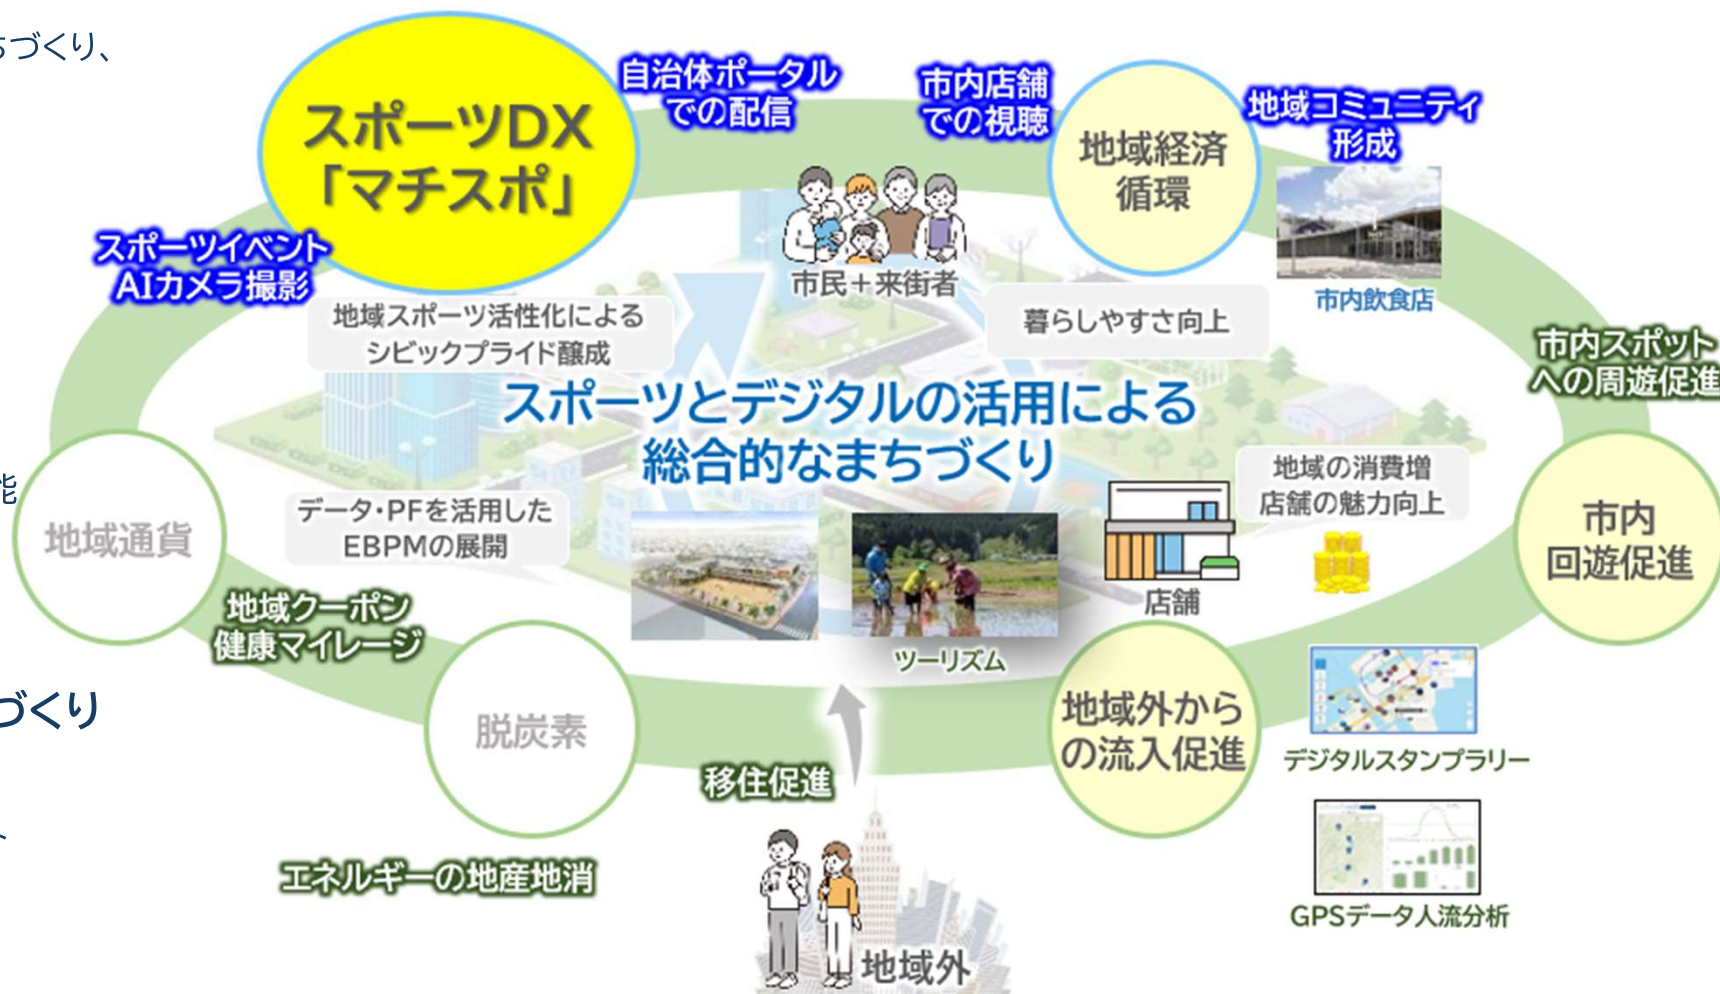 ちづくり、
スポーツDX
「マチスポ」
自治体ポータル
での配信
市内店舗
での視聴
地域経済
循環
地域コミュニティ
形成
スポーツイベント
AIカメラ撮影
市民＋来街者
市内飲食店
地域スポーツ活性化による
シビックプライド醸成
暮らしやすさ向上
市内スポット
への周遊促進
スポーツとデジタルの活用による
総合的なまちづくり
能
地域通貨
データ・PFを活用した
EBPMの展開
地域の消費増
店舗の魅力向上
店舗
市内
回遊促進
地域クーポン
健康マイレージ
ツーリズム
づくり
脱炭素
地域外から
の流入促進
デジタルスタンプラリー
移住促進
エネルギーの地産地消
GPSデータ人流分析
地域外